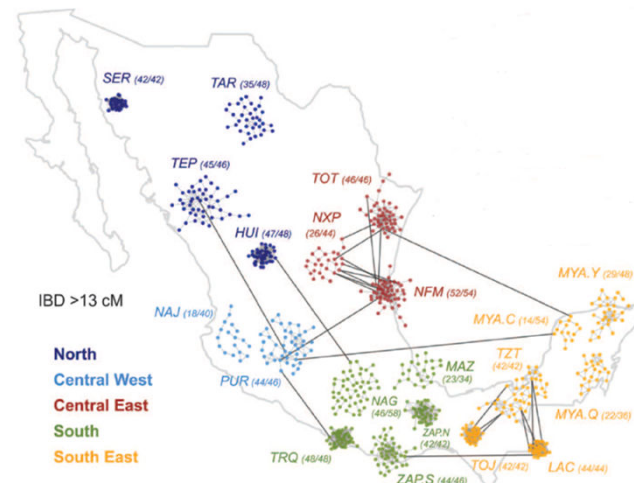 SER (42/42)
TAR (35/48)
TEP (45/46)
TOT (46/46)
NXP
(26/44)
HUI (47/48)
MYA.Y (29/48)
IBD >13 cM
NFM (52/54)
NAJ (18/40)
MYA.C (14/54)
North
TZT
(42/42)
Central West
PUR (44/46)
MAZ
(23/34)
Central East
NAG
(46/58)
MYA.Q (22/36)
South
ZAP.N
(42/42)
South East
TRQ (48/48)
TOJ (42/42)
LAC (44/44)
ZAP.S (44/46)